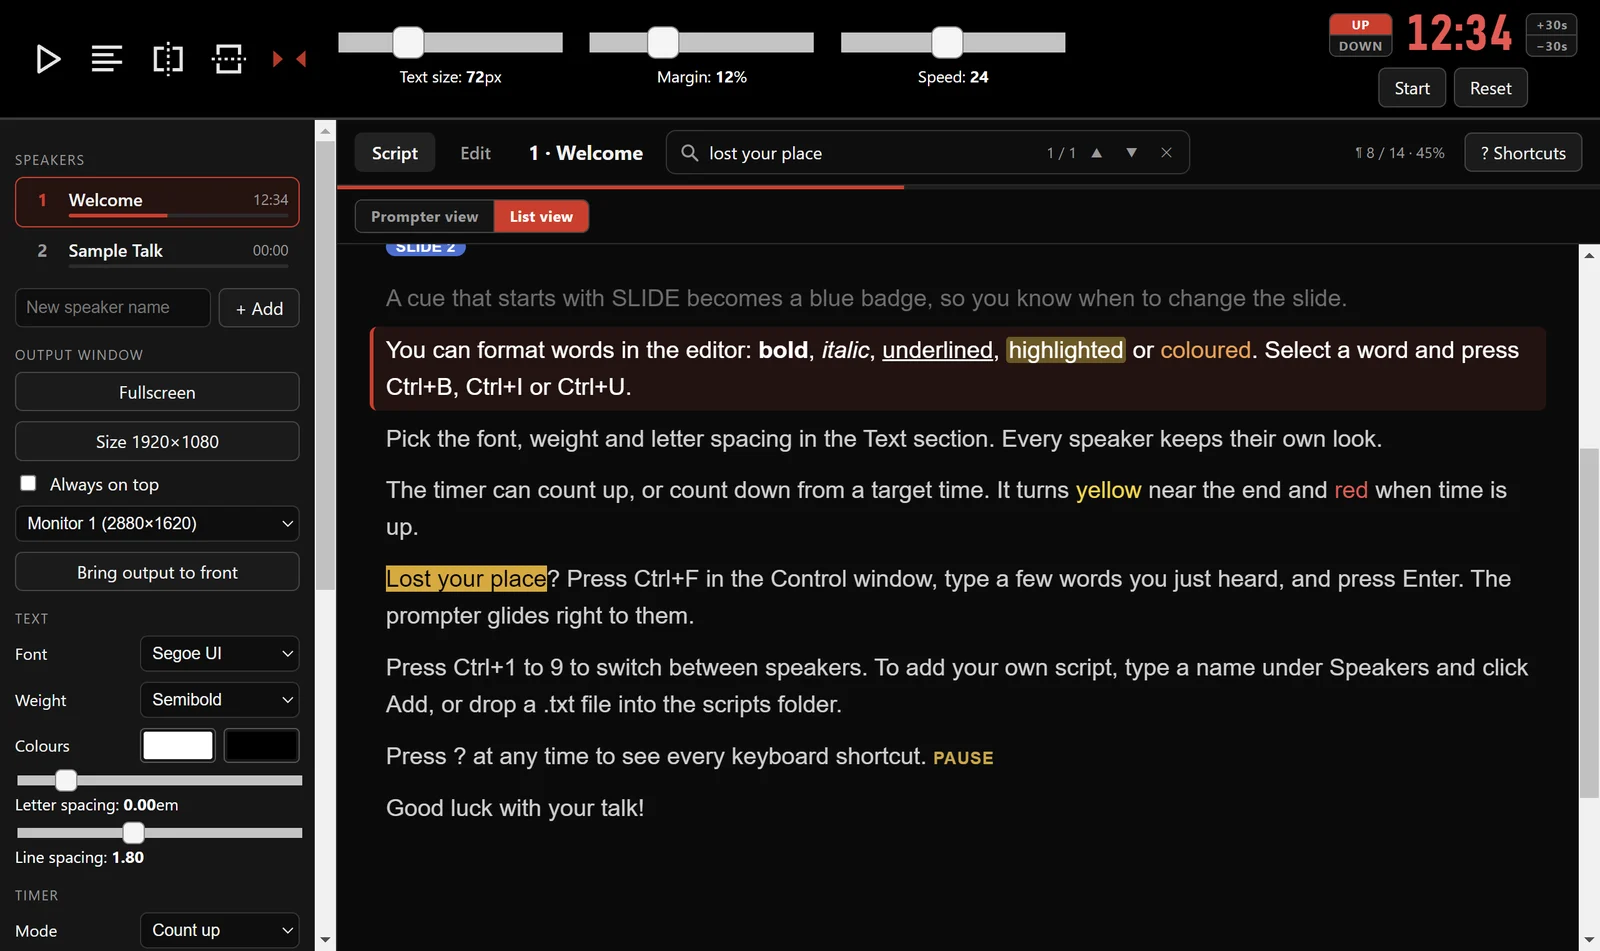 Text size: 72px
Margin: 12%
Speed: 24
UP
DOWN
12:34
+30s
−30s
Start
Reset
SPEAKERS
1 Welcome 12:34
2 Sample Talk 00:00
New speaker name
+ Add
OUTPUT WINDOW
Fullscreen
Size 1920×1080
Always on top
Monitor 1 (2880×1620)
Bring output to front
TEXT
Font Segoe UI
Weight Semibold
Colours
Letter spacing: 0.00em
Line spacing: 1.80
TIMER
Mode Count up
Script Edit 1 · Welcome lost your place 1 / 1 ▲ ▼ ✕ ¶ 8 / 14 · 45% ? Shortcuts
Prompter view List view
SLIDE 2
A cue that starts with SLIDE becomes a blue badge, so you know when to change the slide.
You can format words in the editor: bold, italic, underlined, highlighted or coloured. Select a word and press
Ctrl+B, Ctrl+I or Ctrl+U.
Pick the font, weight and letter spacing in the Text section. Every speaker keeps their own look.
The timer can count up, or count down from a target time. It turns yellow near the end and red when time is
up.
Lost your place? Press Ctrl+F in the Control window, type a few words you just heard, and press Enter. The
prompter glides right to them.
Press Ctrl+1 to 9 to switch between speakers. To add your own script, type a name under Speakers and click
Add, or drop a .txt file into the scripts folder.
Press ? at any time to see every keyboard shortcut. PAUSE
Good luck with your talk!